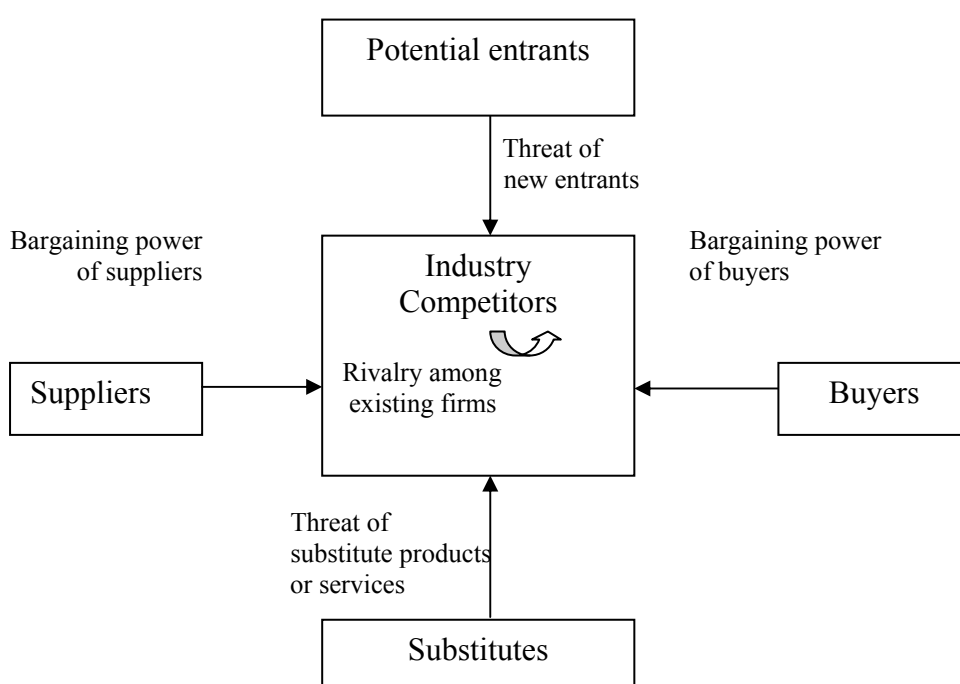 Potential entrants
Threat of
new entrants
Bargaining power
of suppliers
Bargaining power
of buyers
Industry
Competitors
Suppliers
Rivalry among
existing firms
Buyers
Threat of
substitute products
or services
Substitutes